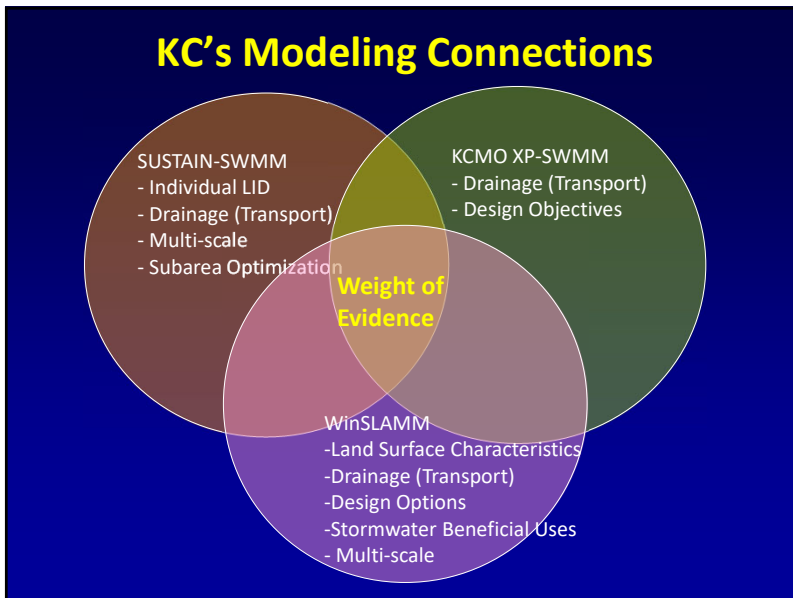 KC’s Modeling Connections
SUSTAIN-SWMM
- Individual LID
- Drainage (Transport)
- Multi-scale
- Subarea Optimization
KCMO XP-SWMM
- Drainage (Transport)
- Design Objectives
Weight of
Evidence
WinSLAMM
-Land Surface Characteristics
-Drainage (Transport)
-Design Options
-Stormwater Beneficial Uses
- Multi-scale